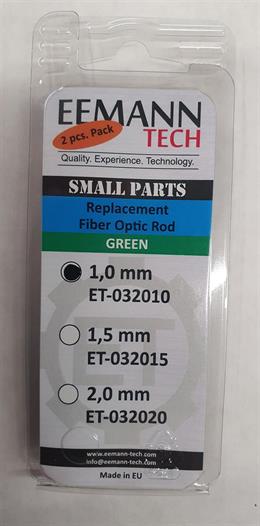 EEMANN
2 pcs. Pack
TECH
Quality. Experience. Technology.
SMALL PARTS
Replacement
Fiber Optic Rod
GREEN
1,0 mm
ET-032010
1,5 mm
ET-032015
2,0 mm
ET-032020
www.eemann-tech.com
info@eemann-tech.com
Made in EU